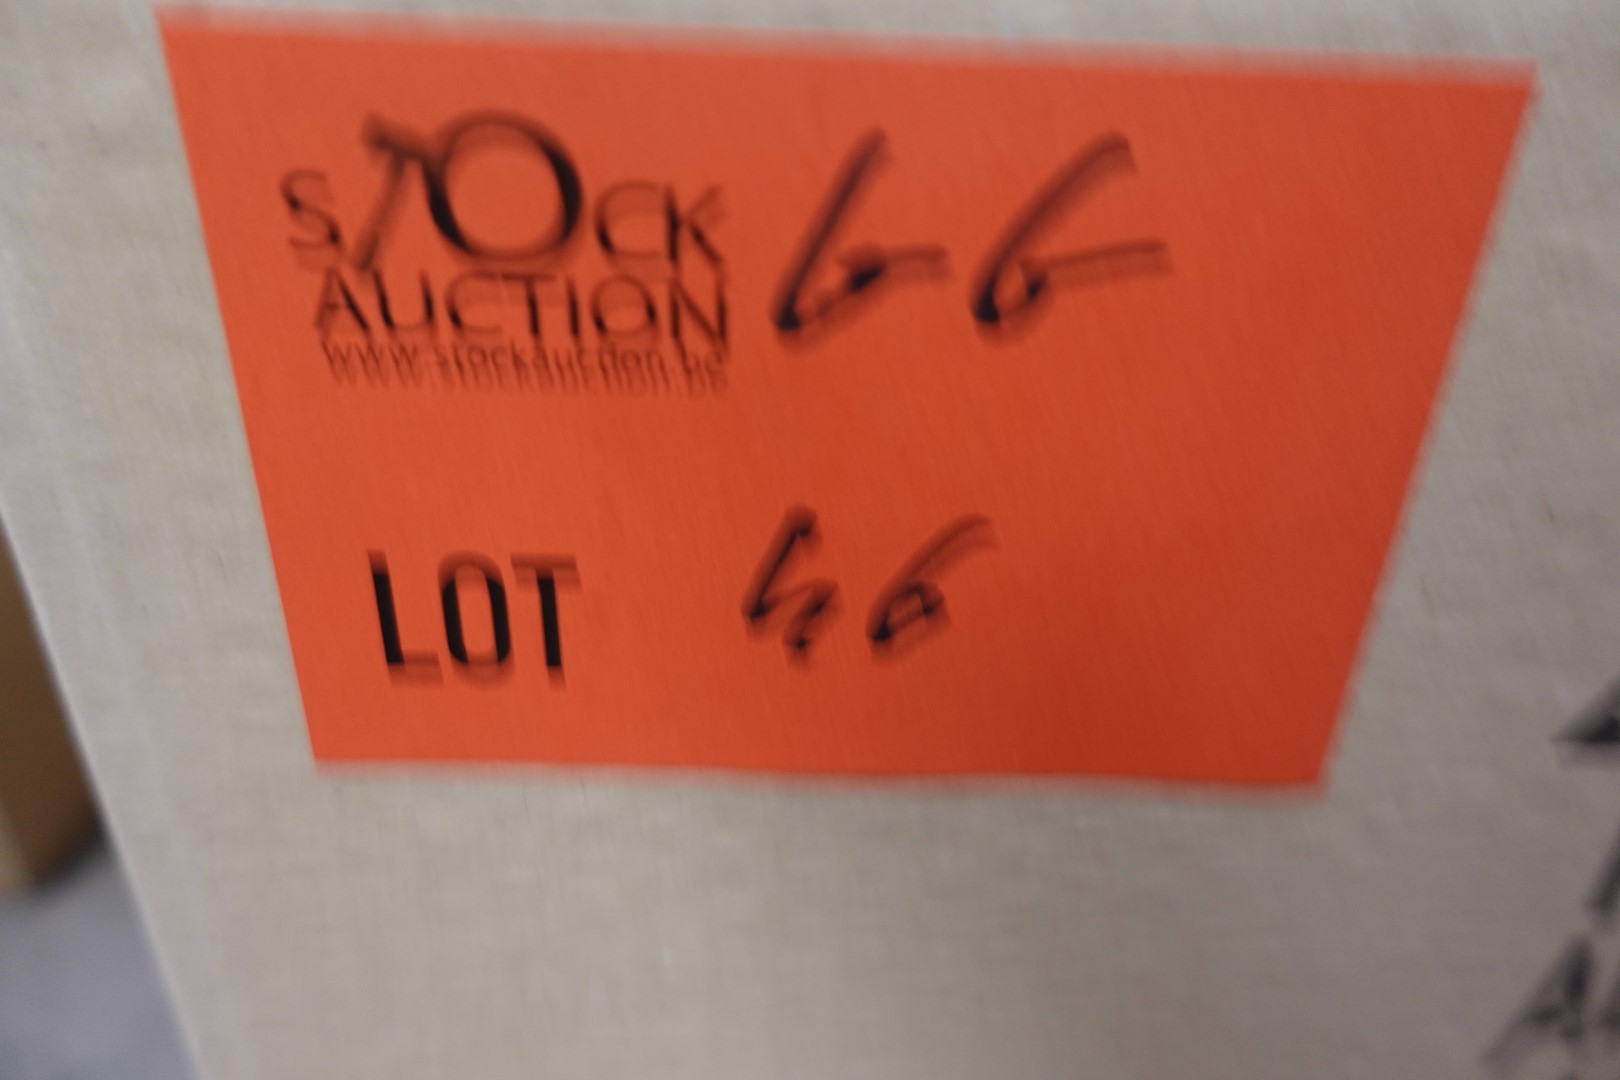 STOCK 66
AUCTION
www.stockauction.be
LOT 46